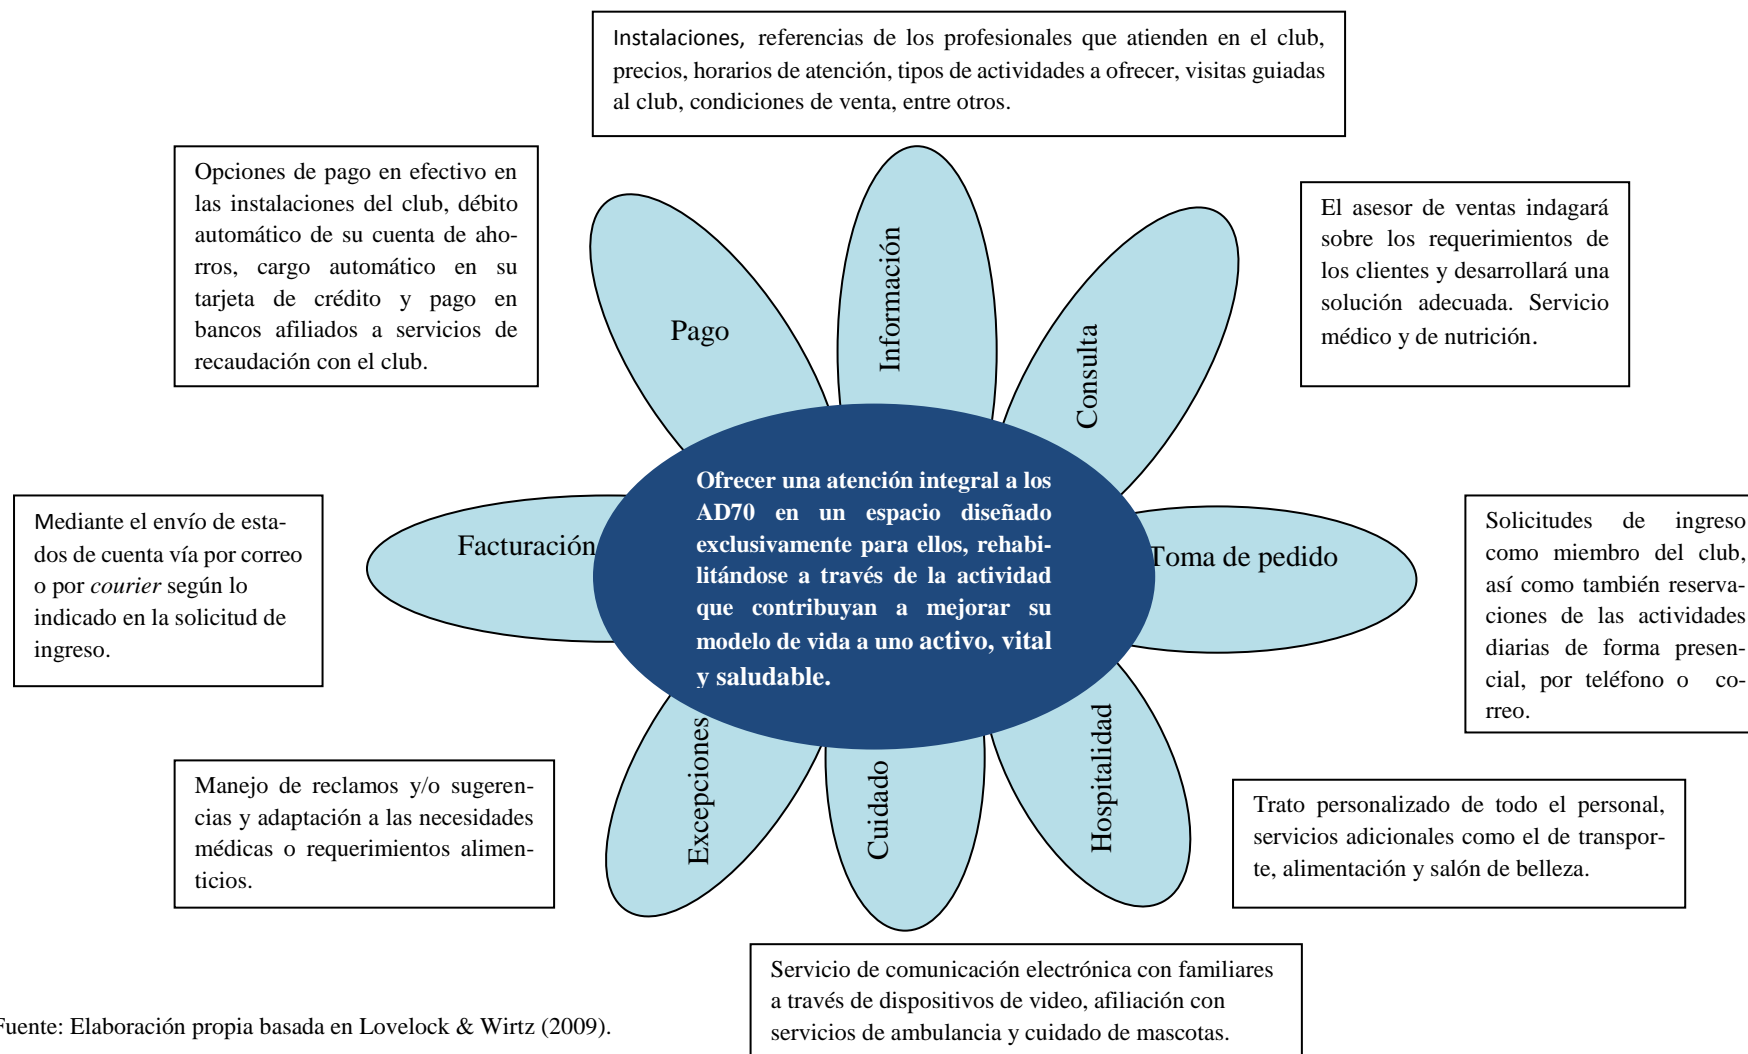 Instalaciones, referencias de los profesionales que atienden en el club,
precios, horarios de atención, tipos de actividades a ofrecer, visitas guiadas
al club, condiciones de venta, entre otros.
Opciones de pago en efectivo en
las instalaciones del club, débito
automático de su cuenta de aho-
rros, cargo automático en su
tarjeta de crédito y pago en
bancos afiliados a servicios de
recaudación con el club.
El asesor de ventas indagará
sobre los requerimientos de
los clientes y desarrollará una
solución adecuada. Servicio
médico y de nutrición.
Pago
Información
Consulta
Mediante el envío de esta-
dos de cuenta vía por correo
o por courier según lo
indicado en la solicitud de
ingreso.
Facturación
Ofrecer una atención integral a los
AD70 en un espacio diseñado
exclusivamente para ellos, rehabi-
litándose a través de la actividad
que contribuyan a mejorar su
modelo de vida a uno activo, vital
y saludable.
Toma de pedido
Solicitudes de ingreso
como miembro del club,
así como también reserva-
ciones de las actividades
diarias de forma presen-
cial, por teléfono o co-
rreo.
Excepciones
Cuidado
Hospitalidad
Manejo de reclamos y/o sugeren-
cias y adaptación a las necesidades
médicas o requerimientos alimen-
ticios.
Trato personalizado de todo el personal,
servicios adicionales como el de transpor-
te, alimentación y salón de belleza.
Servicio de comunicación electrónica con familiares
a través de dispositivos de video, afiliación con
servicios de ambulancia y cuidado de mascotas.
Fuente: Elaboración propia basada en Lovelock & Wirtz (2009).